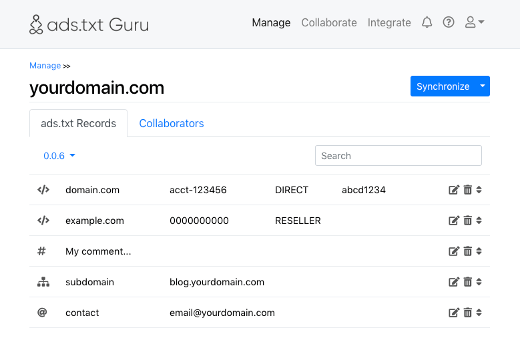 ads.txt Guru
Manage Collaborate Integrate
Manage >>
yourdomain.com
Synchronize
ads.txt Records Collaborators
0.0.6
Search
domain.com acct-123456 DIRECT abcd1234
example.com 0000000000 RESELLER
# My comment...
subdomain blog.yourdomain.com
@ contact email@yourdomain.com